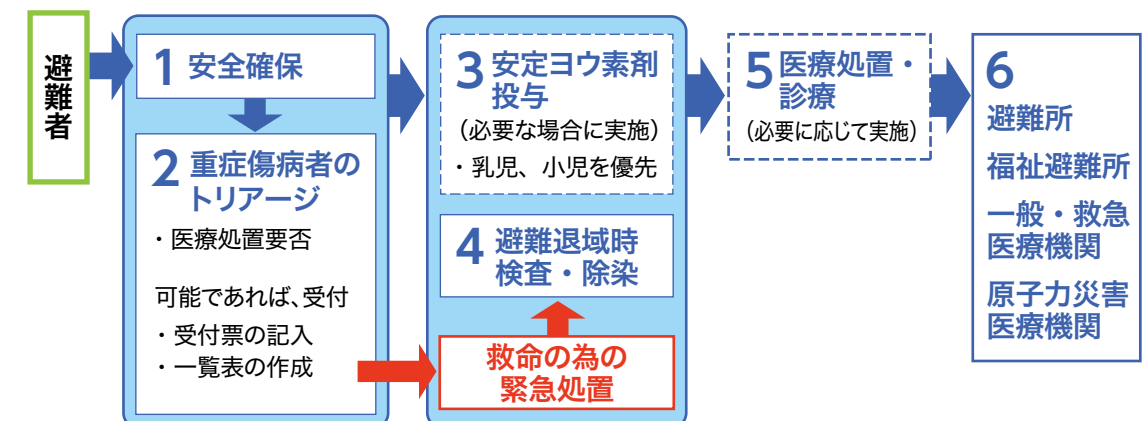 避難者
1 安全確保
2 重症傷病者の
トリアージ
・医療処置要否
可能であれば、受付
・受付票の記入
・一覧表の作成
3 安定ヨウ素剤
投与
（必要な場合に実施）
・乳児、小児を優先
4 避難退域時
検査・除染
救命の為の
緊急処置
5 医療処置・
診療
（必要に応じて実施）
6
避難所
福祉避難所
一般・救急
医療機関
原子力災害
医療機関